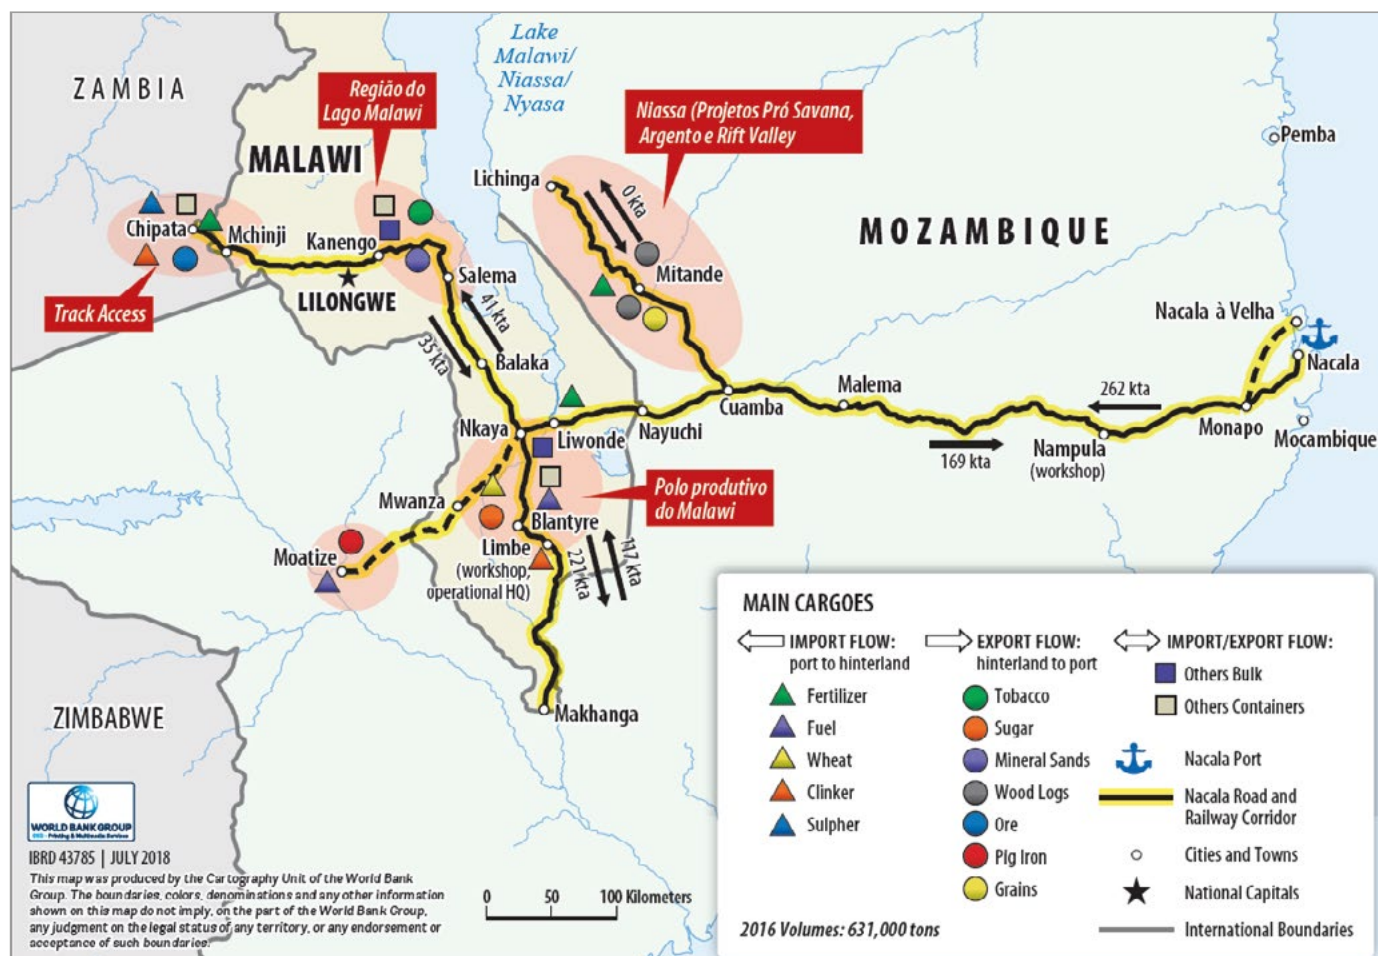 ZAMBIA
Lake
Malawi/
Niassa/
Nyasa
Região do
Lago Malawi
Niassa (Projetos Pró Savana,
Argento e Rift Valley
Pemba
MALAWI
Lichinga
0 kta
MOZAMBIQUE
Chipata
Mchinji
Kanengo
Salema
Mitande
LILONGWE
Track Access
41 kta
35 kta
Balaka
Nacala à Velha
Nacala
Malema
Cuamba
262 kta
Nkaya
Liwonde
Nayuchi
Monapo
Mocambique
169 kta
Nampula
(workshop)
Mwanza
Blantyre
Polo produtivo
do Malawi
Moatize
Limbe
(workshop,
operational HQ)
221 kta
117 kta
Makhanga
ZIMBABWE
MAIN CARGOES
IMPORT FLOW:
port to hinterland
Fertilizer
Fuel
Wheat
Clinker
Sulpher
EXPORT FLOW:
hinterland to port
Tobacco
Sugar
Mineral Sands
Wood Logs
Ore
Pig Iron
Grains
IMPORT/EXPORT FLOW:
Others Bulk
Others Containers
Nacala Port
Nacala Road and
Railway Corridor
Cities and Towns
National Capitals
International Boundaries
2016 Volumes: 631,000 tons
0 50 100 Kilometers
WORLD BANK GROUP
Printing & Multimedia Services
IBRD 43785 | JULY 2018
This map was produced by the Cartography Unit of the World Bank
Group. The boundaries, colors, denominations and any other information
shown on this map do not imply, on the part of the World Bank Group,
any judgment on the legal status of any territory, or any endorsement or
acceptance of such boundaries.